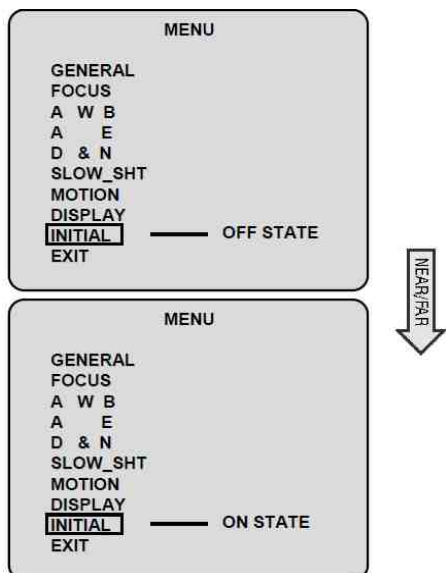 MENU
GENERAL
FOCUS
A W B
A E
D & N
SLOW_SHT
MOTION
DISPLAY
INITIAL OFF STATE
EXIT
NEAR/FAR
MENU
GENERAL
FOCUS
A W B
A E
D & N
SLOW_SHT
MOTION
DISPLAY
INITIAL ON STATE
EXIT